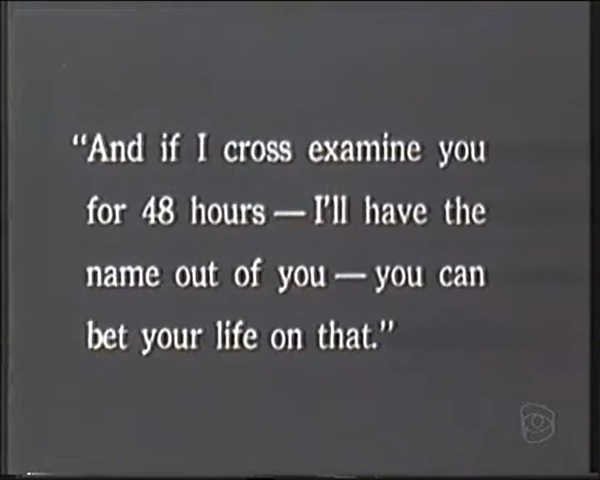 “And if I cross examine you
for 48 hours — I’ll have the
name out of you — you can
bet your life on that.”